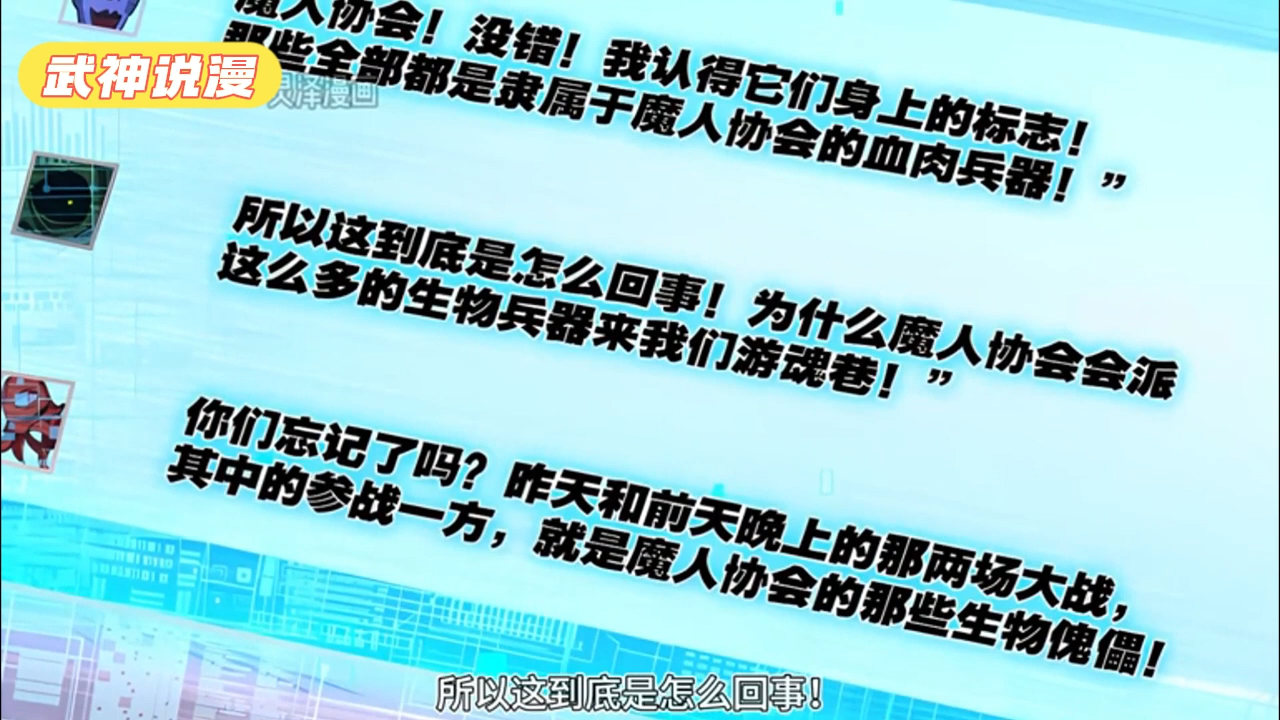 魔人协会！没错！我认得它们身上的标志！
那些全部都是隶属于魔人协会的血肉兵器！”
武神说漫
灵泽漫画
所以这到底是怎么回事！为什么魔人协会会派
这么多的生物兵器来我们游魂巷！”
你们忘记了吗？昨天和前天晚上的那两场大战，
其中的参战一方，就是魔人协会的那些生物傀儡！
所以这到底是怎么回事！